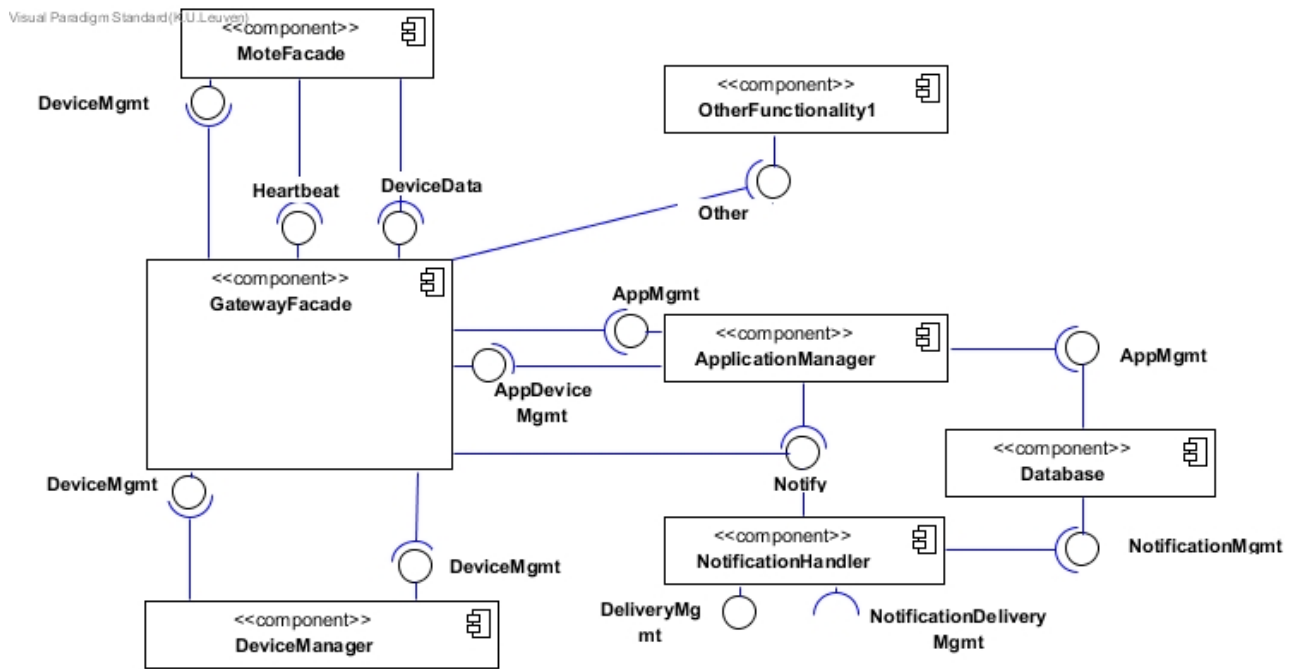 Visual Paradigm Standard(K.U.Leuven)
<<component>>
MoteFacade
DeviceMgmt
<<component>>
OtherFunctionality1
Heartbeat
DeviceData
Other
<<component>>
GatewayFacade
AppMgmt
<<component>>
ApplicationManager
AppMgmt
AppDevice
Mgmt
<<component>>
Database
DeviceMgmt
Notify
<<component>>
NotificationHandler
NotificationMgmt
DeviceMgmt
DeliveryMg
mt
NotificationDelivery
Mgmt
<<component>>
DeviceManager